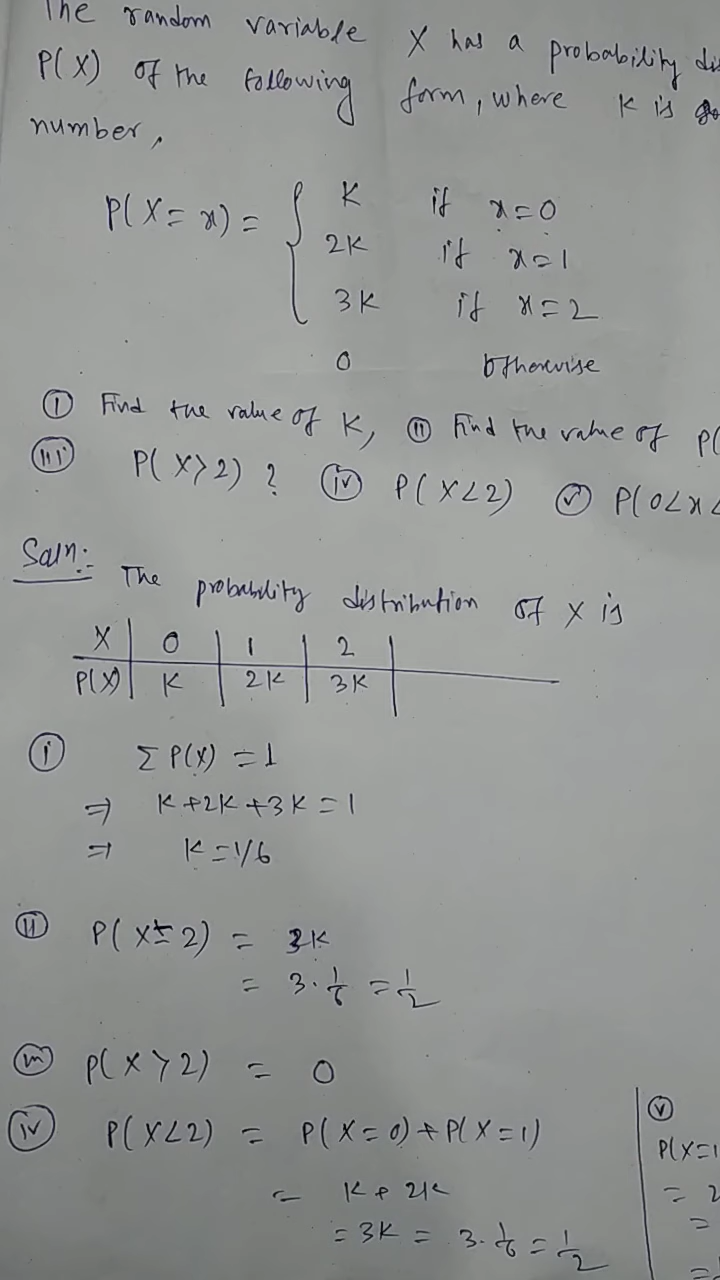 The random variable X has a probability
P(X) of the following form, where K is
number,
P(X = x) = { K if x = 0
2K if x = 1
3K if x = 2
0 otherwise
(i) Find the value of K, (ii) Find the value of P(
(iii) P(X > 2) ? (iv) P(X < 2) (v) P(0 < x <
Soln:-
The probability distribution of X is
X | 0 | 1 | 2 |
P(X) | K | 2K | 3K |
(i) Σ P(X) = 1
⇒ K + 2K + 3K = 1
⇒ K = 1/6
(ii) P(X = 2) = 3K
= 3 · 1/6 = 1/2
(iii) P(X > 2) = 0
(iv) P(X < 2) = P(X = 0) + P(X = 1)
= K + 2K
= 3K = 3 · 1/6 = 1/2
(v)
P(X = 1
= 2
=
=